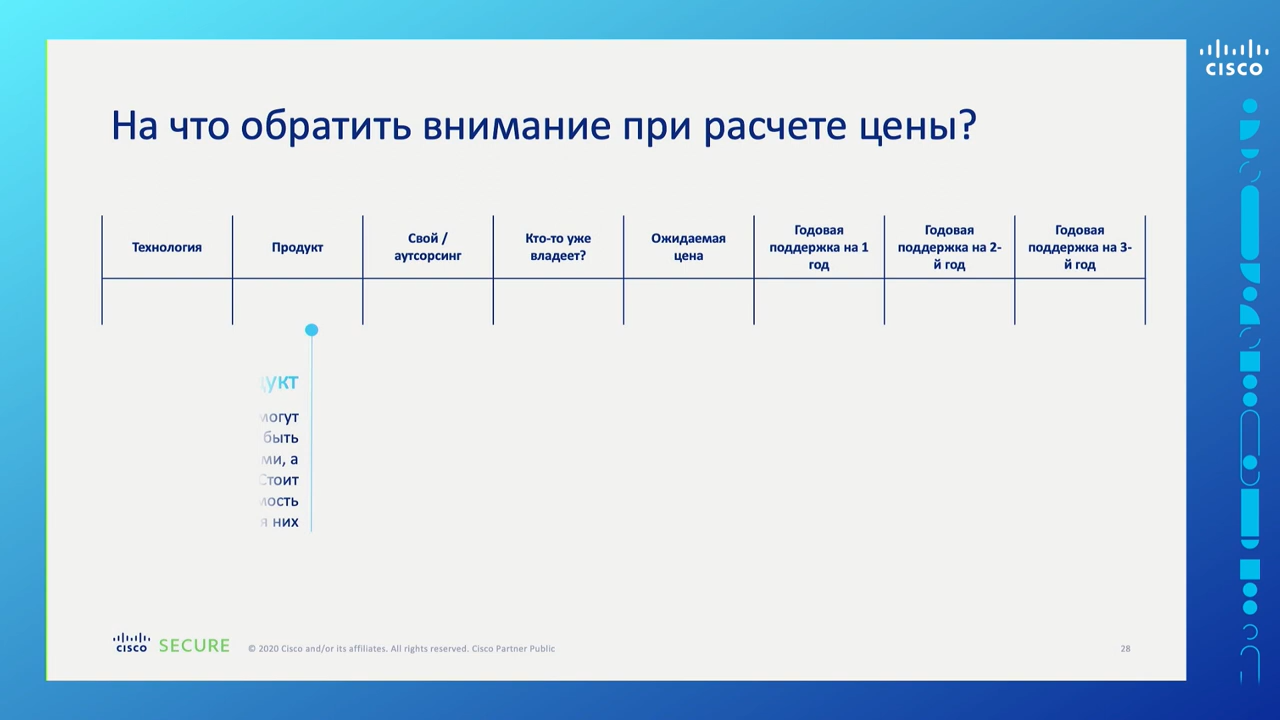 CISCO
На что обратить внимание при расчете цены?
Технология
Продукт
Свой /
аутсорсинг
Кто-то уже
владеет?
Ожидаемая
цена
Годовая
поддержка на 1
год
Годовая
поддержка на 2-
й год
Годовая
поддержка на 3-
й год
могут
быть
а
Стоит
них
CISCO SECURE © 2020 Cisco and/or its affiliates. All rights reserved. Cisco Partner Public 28